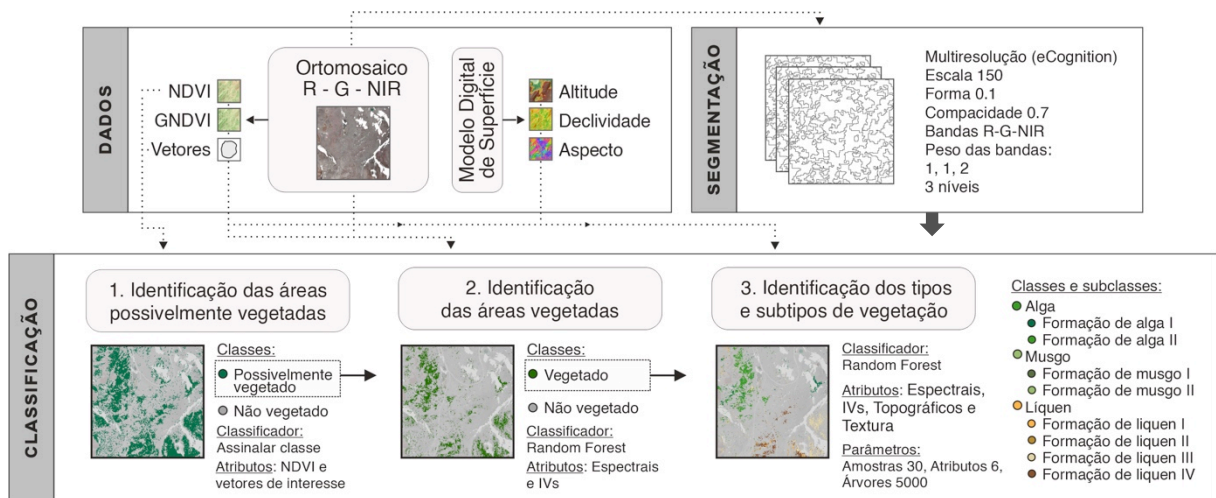 DADOS
NDVI
GNDVI
Vetores
Ortomosaico
R - G - NIR
Modelo Digital
de Superfície
Altitude
Declividade
Aspecto
SEGMENTAÇÃO
Multiresolução (eCognition)
Escala 150
Forma 0.1
Compacidade 0.7
Bandas R-G-NIR
Peso das bandas:
1, 1, 2
3 níveis
CLASSIFICAÇÃO
1. Identificação das áreas
possivelmente vegetadas
Classes:
Possivelmente
vegetado
Não vegetado
Classificador:
Assinalar classe
Atributos: NDVI e
vetores de interesse
2. Identificação
das áreas vegetadas
Classes:
Vegetado
Não vegetado
Classificador:
Random Forest
Atributos: Espectrais
e IVs
3. Identificação dos tipos
e subtipos de vegetação
Classificador:
Random Forest
Atributos: Espectrais,
IVs, Topográficos e
Textura
Parâmetros:
Amostras 30, Atributos 6,
Árvores 5000
Classes e subclasses:
Alga
Formação de alga I
Formação de alga II
Musgo
Formação de musgo I
Formação de musgo II
Líquen
Formação de liquen I
Formação de liquen II
Formação de liquen III
Formação de liquen IV